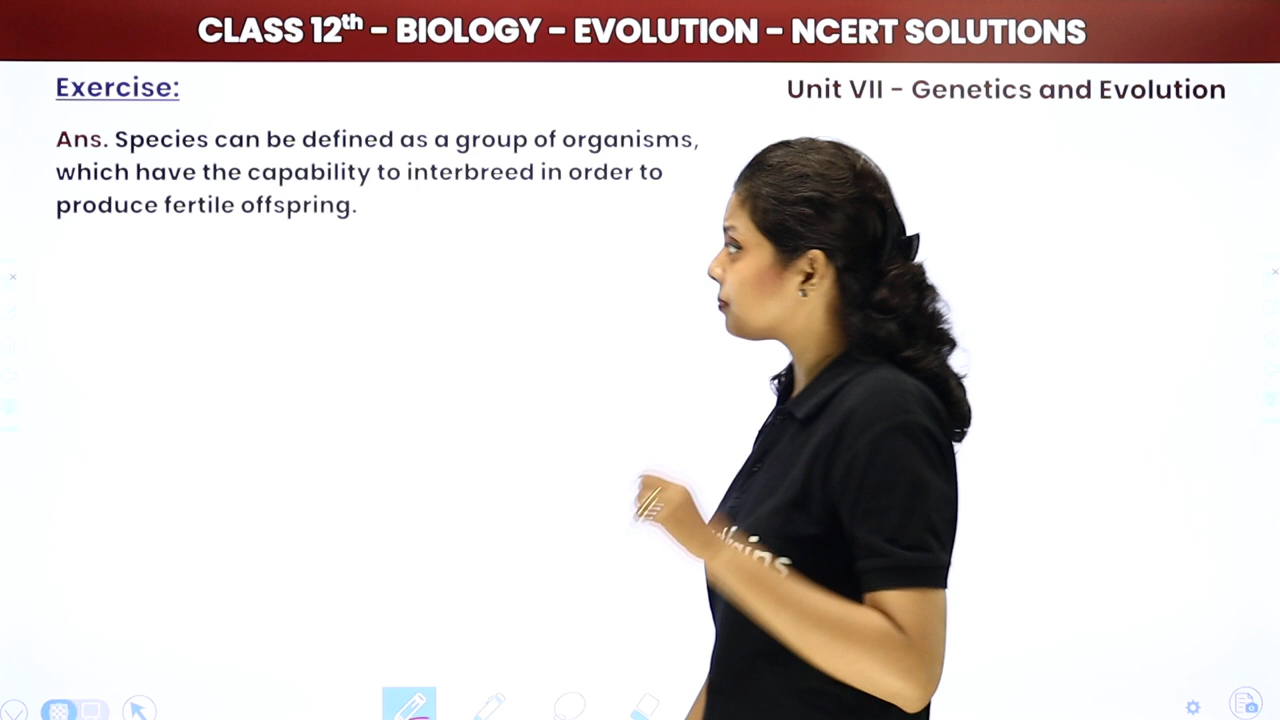 CLASS 12th - BIOLOGY - EVOLUTION - NCERT SOLUTIONS
Exercise:
Unit VII - Genetics and Evolution
Ans. Species can be defined as a group of organisms,
which have the capability to interbreed in order to
produce fertile offspring.